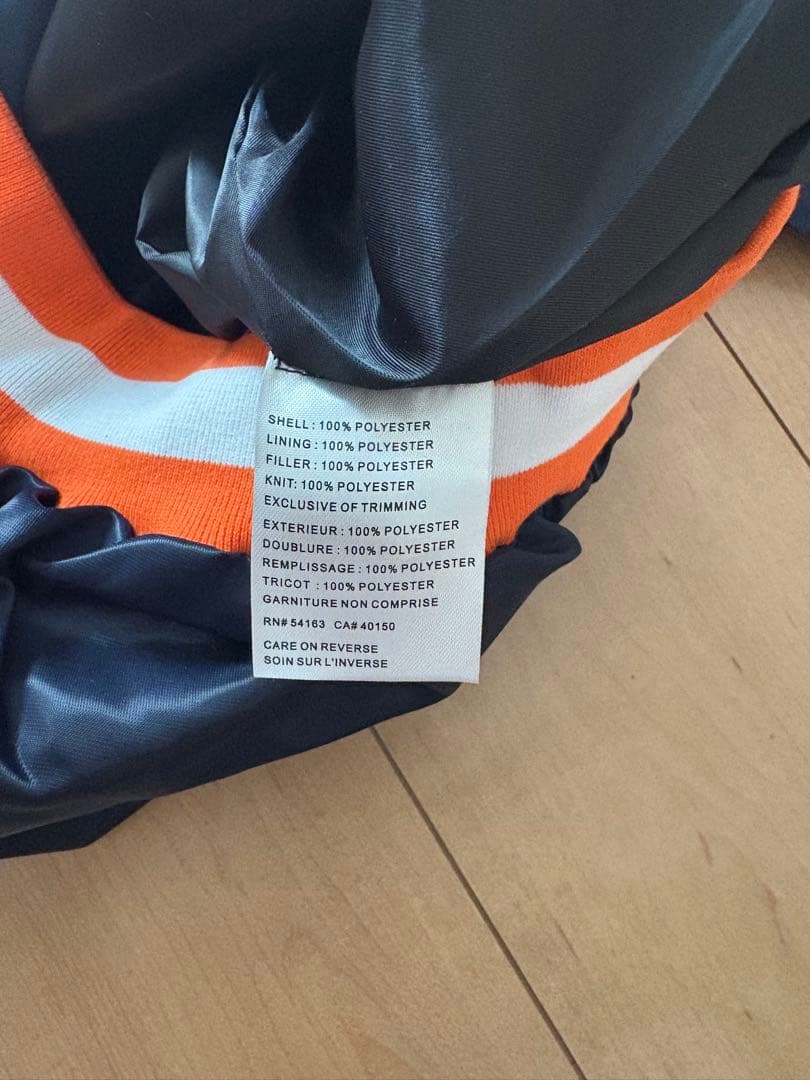 SHELL : 100% POLYESTER
LINING : 100% POLYESTER
FILLER : 100% POLYESTER
KNIT: 100% POLYESTER
EXCLUSIVE OF TRIMMING
EXTERIEUR : 100% POLYESTER
DOUBLURE : 100% POLYESTER
REMPLISSAGE : 100% POLYESTER
TRICOT : 100% POLYESTER
GARNITURE NON COMPRISE
RN# 54163 CA# 40150
CARE ON REVERSE
SOIN SUR L'INVERSE